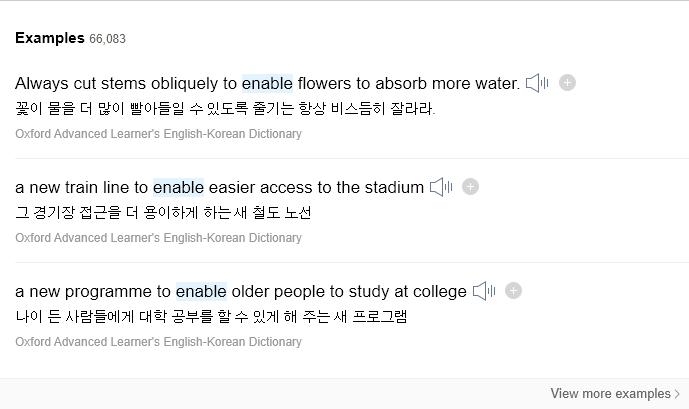 Examples 66,083
Always cut stems obliquely to enable flowers to absorb more water.
꽃이 물을 더 많이 빨아들일 수 있도록 줄기는 항상 비스듬히 잘라라.
Oxford Advanced Learner's English-Korean Dictionary
a new train line to enable easier access to the stadium
그 경기장 접근을 더 용이하게 하는 새 철도 노선
Oxford Advanced Learner's English-Korean Dictionary
a new programme to enable older people to study at college
나이 든 사람들에게 대학 공부를 할 수 있게 해 주는 새 프로그램
Oxford Advanced Learner's English-Korean Dictionary
View more examples